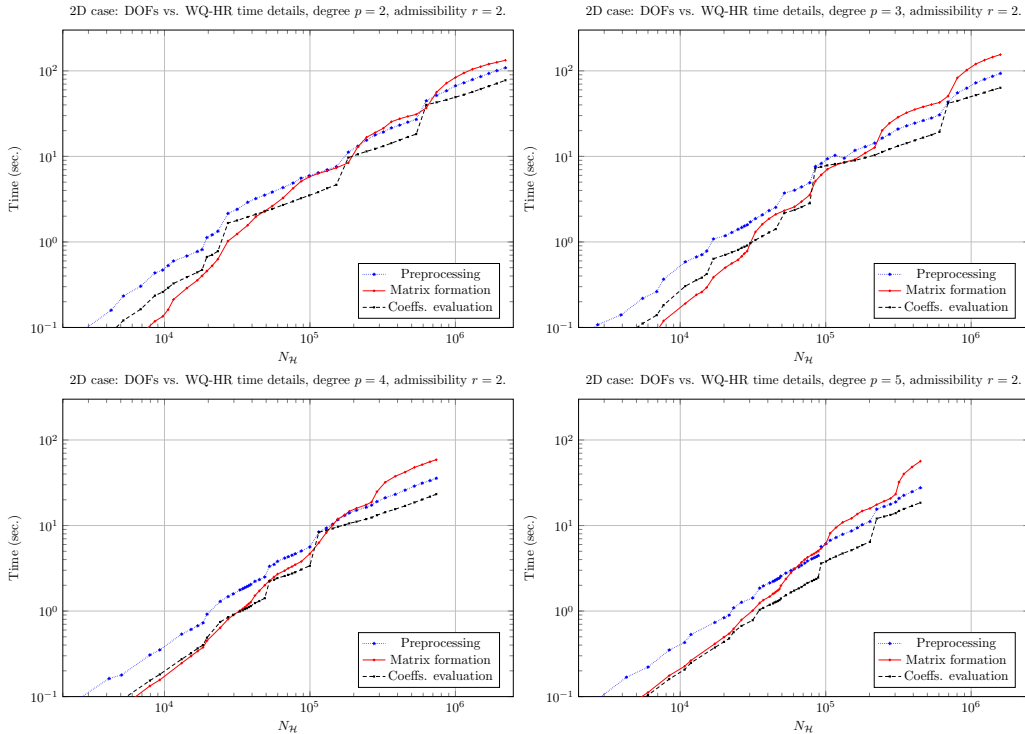 2D case: DOFs vs. WQ-HR time details, degree p = 2, admissibility r = 2.
10^2
10^1
10^0
10^{-1}
Time (sec.)
Preprocessing
Matrix formation
Coeffs. evaluation
10^4
10^5
10^6
N_ℋ
2D case: DOFs vs. WQ-HR time details, degree p = 3, admissibility r = 2.
10^2
10^1
10^0
10^{-1}
Time (sec.)
Preprocessing
Matrix formation
Coeffs. evaluation
10^4
10^5
10^6
N_ℋ
2D case: DOFs vs. WQ-HR time details, degree p = 4, admissibility r = 2.
10^2
10^1
10^0
10^{-1}
Time (sec.)
Preprocessing
Matrix formation
Coeffs. evaluation
10^4
10^5
10^6
N_ℋ
2D case: DOFs vs. WQ-HR time details, degree p = 5, admissibility r = 2.
10^2
10^1
10^0
10^{-1}
Time (sec.)
Preprocessing
Matrix formation
Coeffs. evaluation
10^4
10^5
10^6
N_ℋ